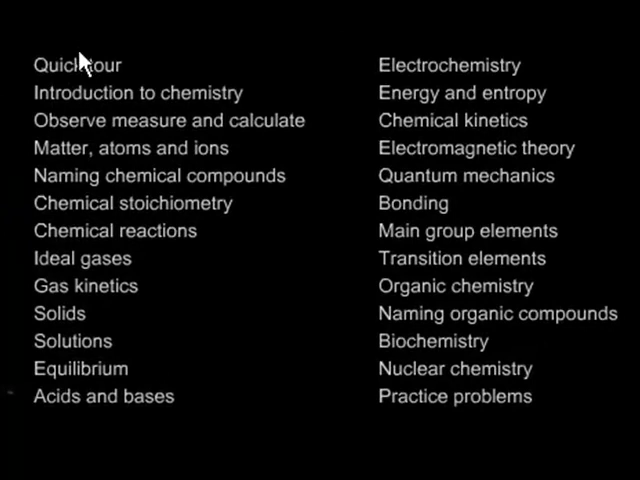 Quick tour
Introduction to chemistry
Observe measure and calculate
Matter, atoms and ions
Naming chemical compounds
Chemical stoichiometry
Chemical reactions
Ideal gases
Gas kinetics
Solids
Solutions
Equilibrium
Acids and bases
Electrochemistry
Energy and entropy
Chemical kinetics
Electromagnetic theory
Quantum mechanics
Bonding
Main group elements
Transition elements
Organic chemistry
Naming organic compounds
Biochemistry
Nuclear chemistry
Practice problems